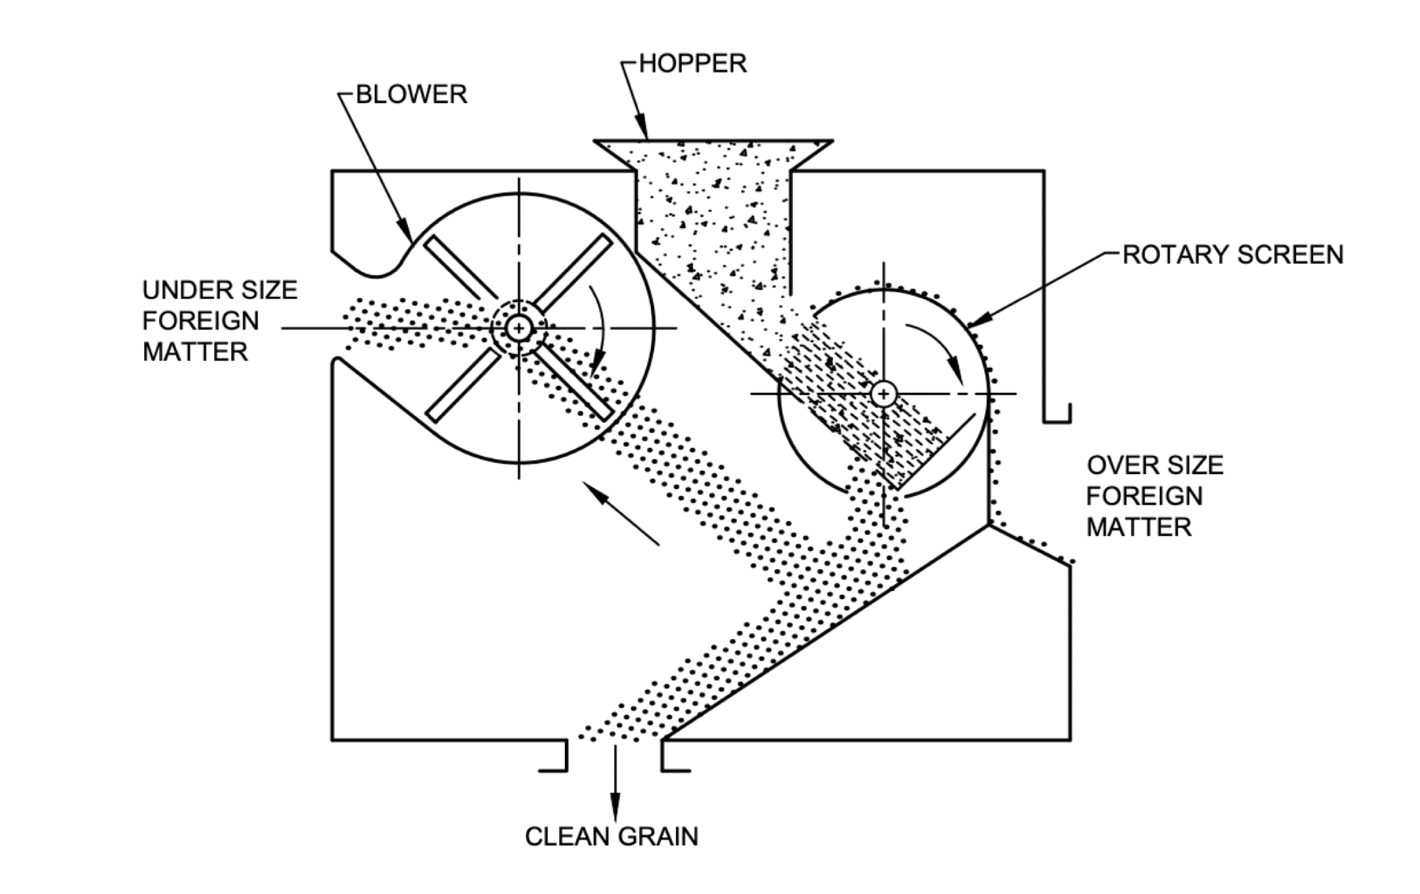 HOPPER
BLOWER
ROTARY SCREEN
UNDER SIZE
FOREIGN
MATTER
OVER SIZE
FOREIGN
MATTER
CLEAN GRAIN